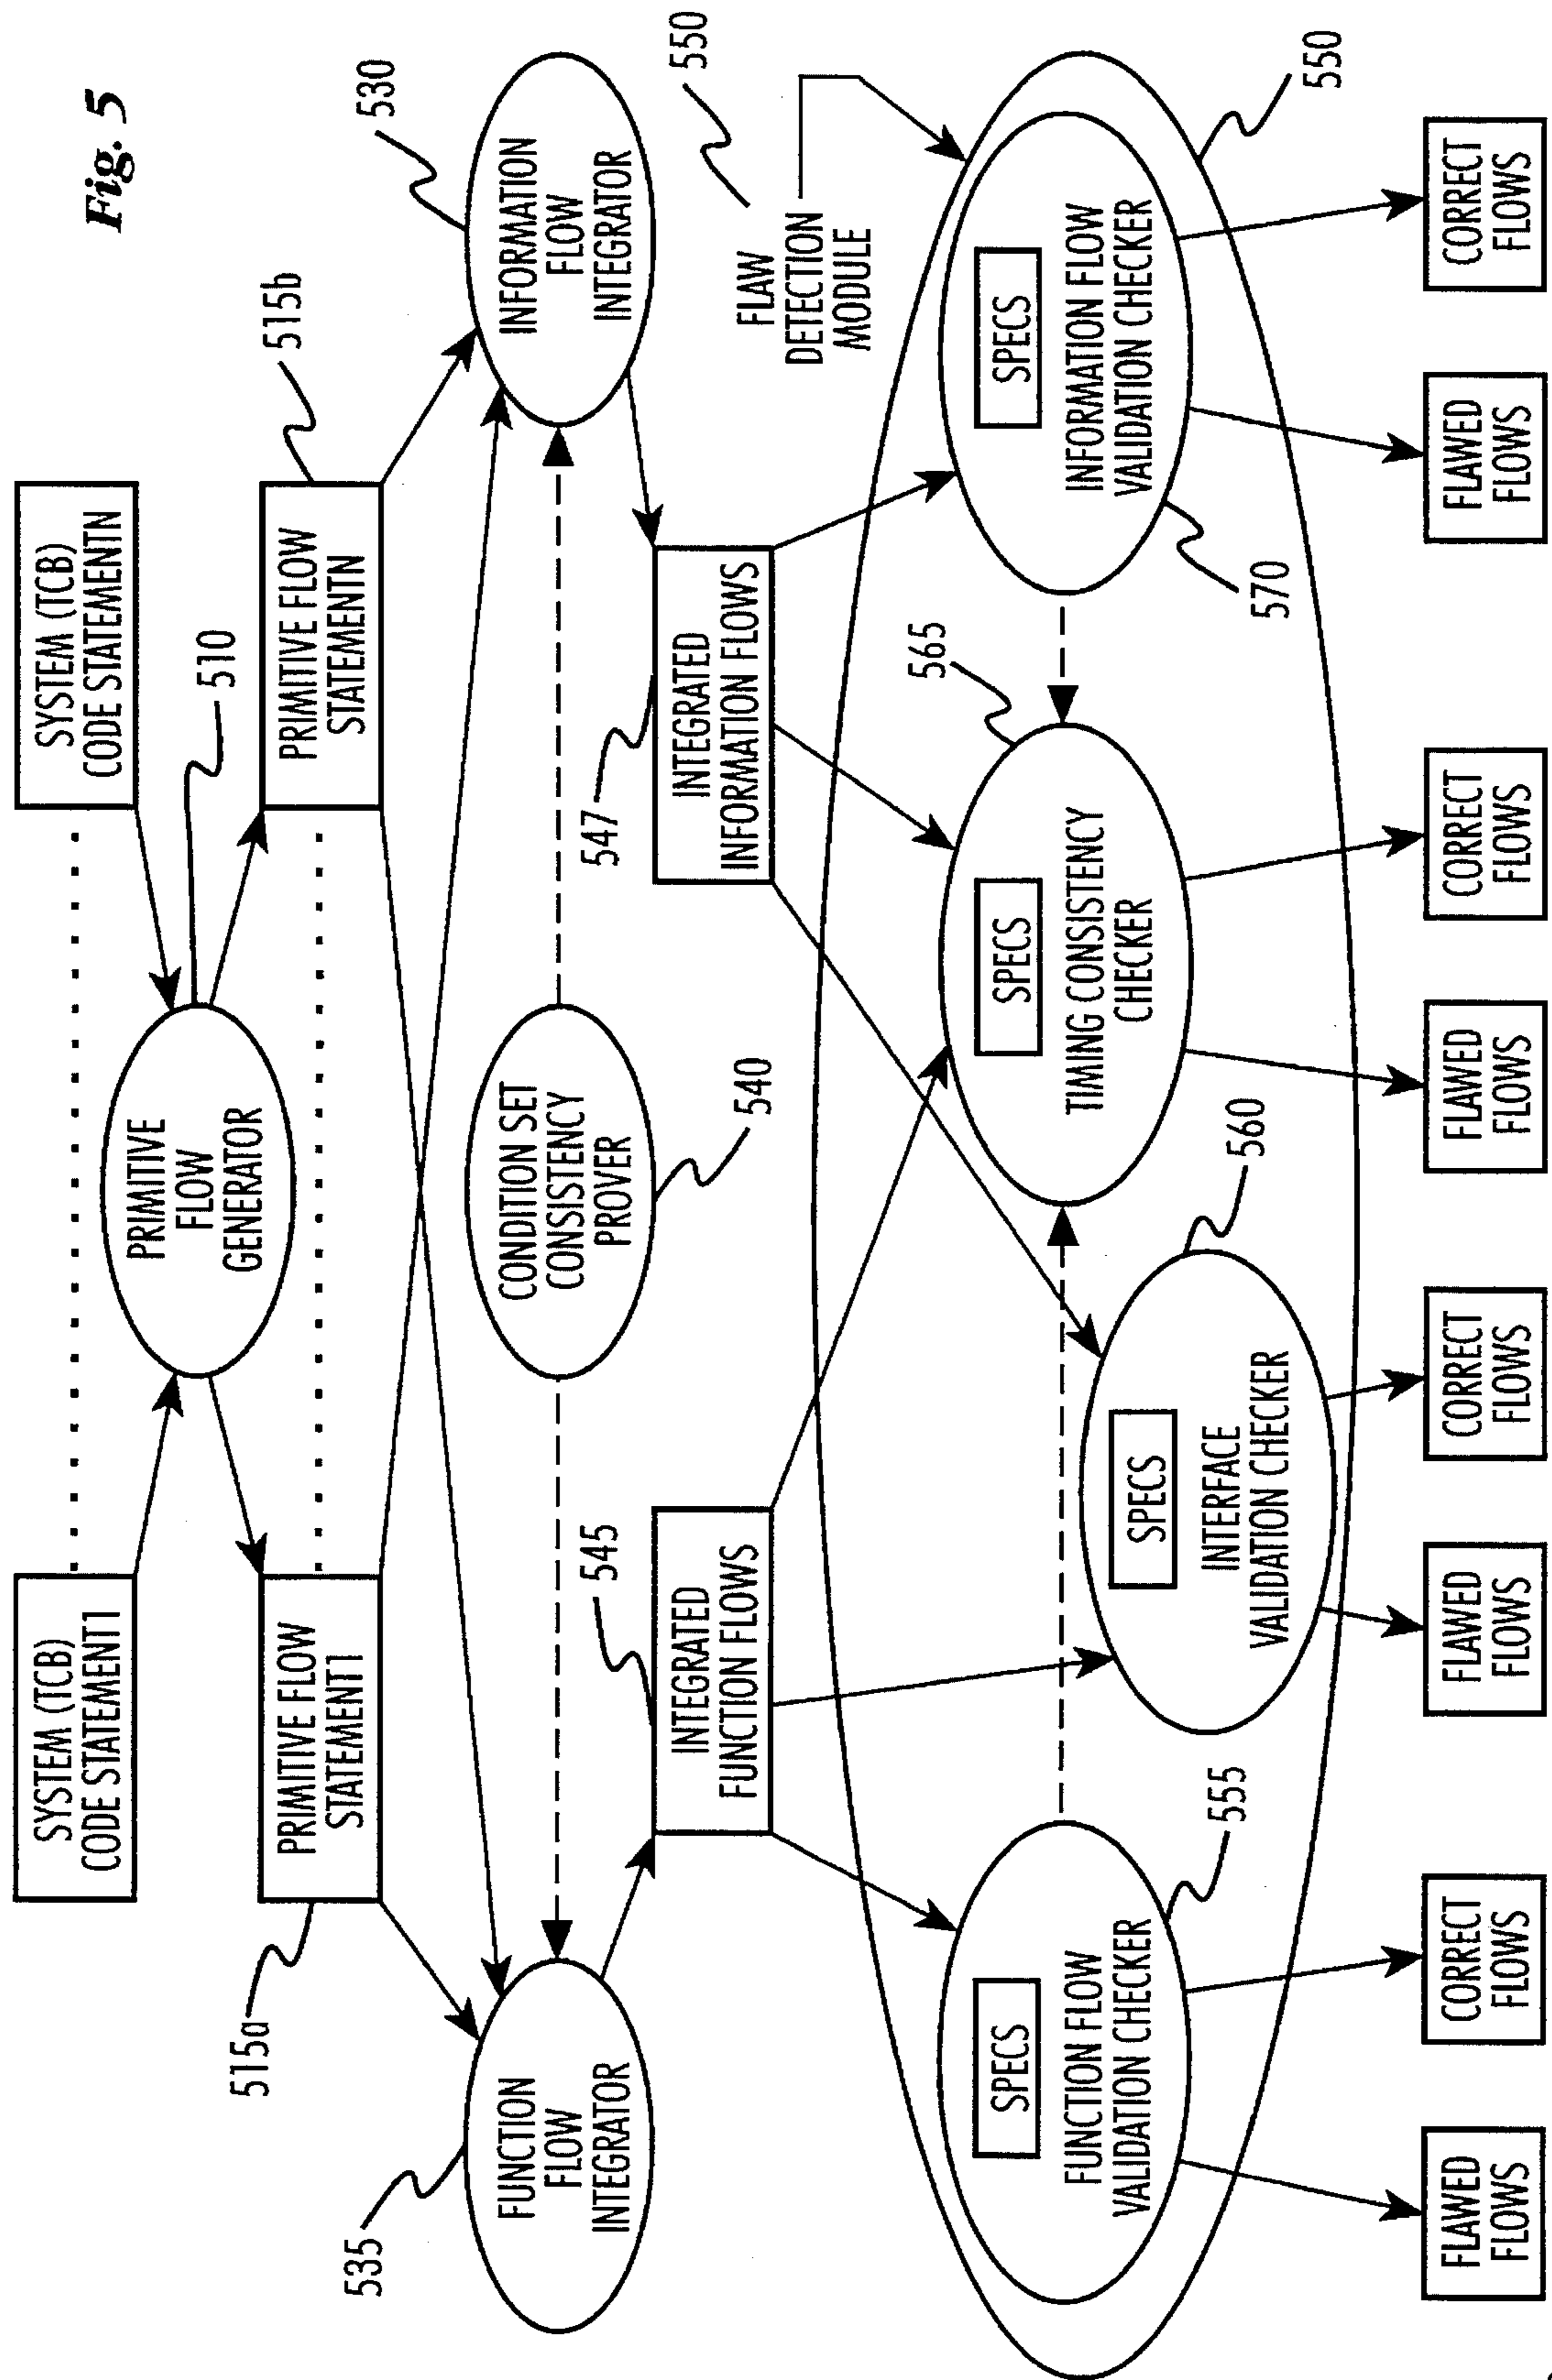 Fig. 5
SYSTEM (TCB)
CODE STATEMENT1
SYSTEM (TCB)
CODE STATEMENTN
PRIMITIVE
FLOW
GENERATOR
510
515a
PRIMITIVE FLOW
STATEMENT1
PRIMITIVE FLOW
STATEMENTN
515b
535
FUNCTION
FLOW
INTEGRATOR
CONDITION SET
CONSISTENCY
PROVER
540
INFORMATION
FLOW
INTEGRATOR
530
545
INTEGRATED
FUNCTION FLOWS
547
INTEGRATED
INFORMATION FLOWS
FLAW
DETECTION
MODULE
550
SPECS
FUNCTION FLOW
VALIDATION CHECKER
555
SPECS
INTERFACE
VALIDATION CHECKER
560
SPECS
TIMING CONSISTENCY
CHECKER
565
SPECS
INFORMATION FLOW
VALIDATION CHECKER
570
550
FLAWED
FLOWS
CORRECT
FLOWS
FLAWED
FLOWS
CORRECT
FLOWS
FLAWED
FLOWS
CORRECT
FLOWS
FLAWED
FLOWS
CORRECT
FLOWS